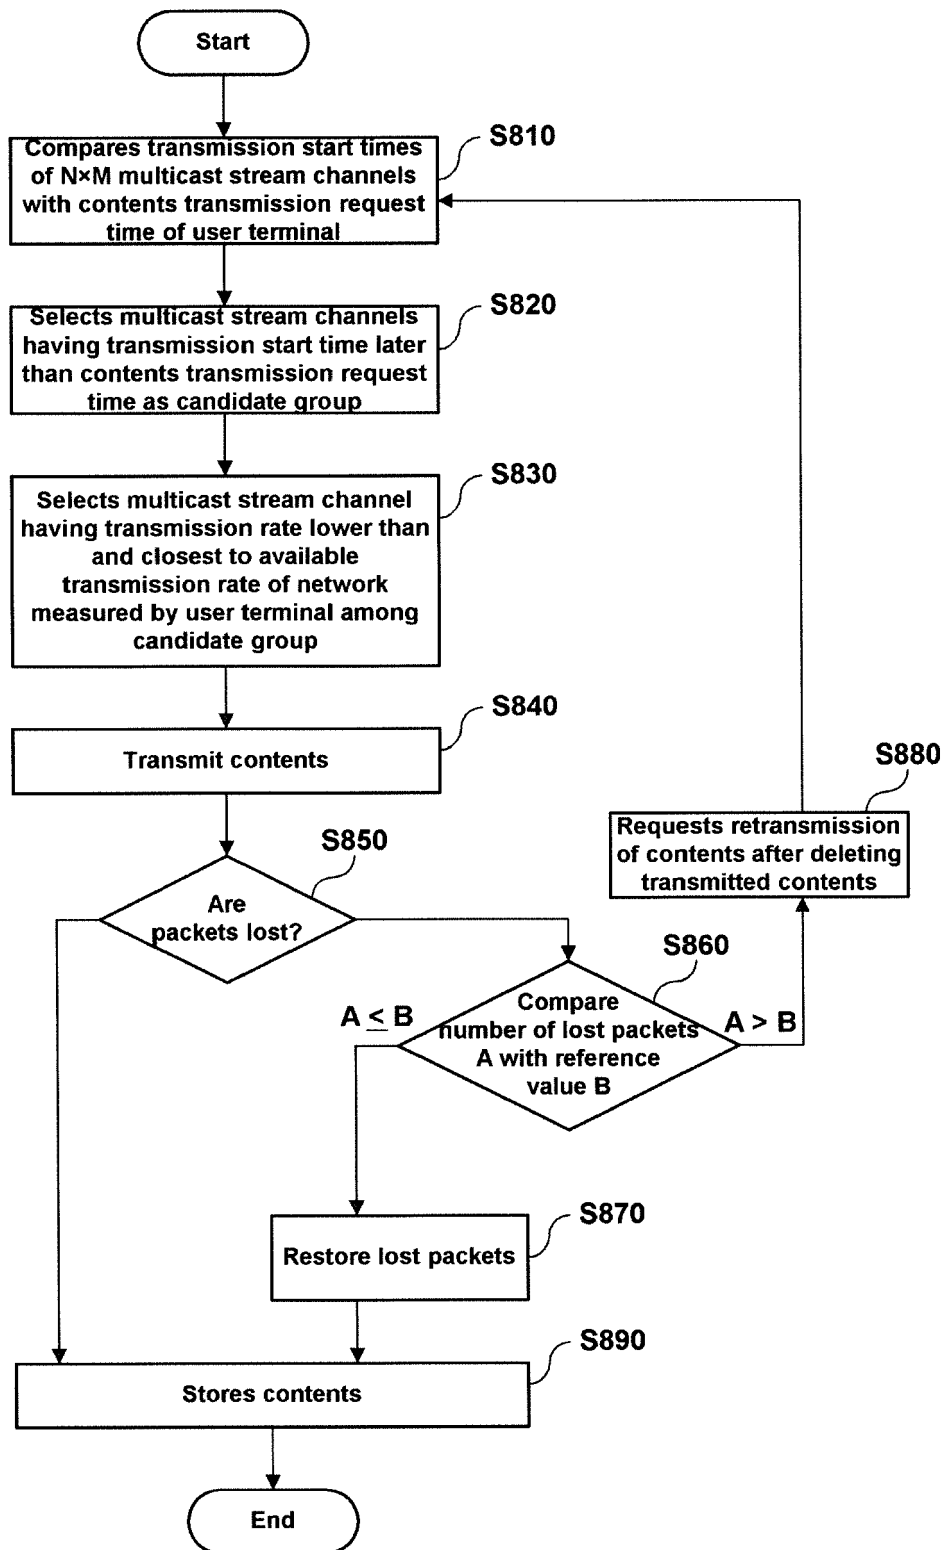 Start
S810
Compares transmission start times
of N×M multicast stream channels
with contents transmission request
time of user terminal
S820
Selects multicast stream channels
having transmission start time later
than contents transmission request
time as candidate group
S830
Selects multicast stream channel
having transmission rate lower than
and closest to available
transmission rate of network
measured by user terminal among
candidate group
S840
Transmit contents
S880
Requests retransmission
of contents after deleting
transmitted contents
S850
Are
packets lost?
S860
Compare
number of lost packets
A with reference
value B
A ≤ B
A > B
S870
Restore lost packets
S890
Stores contents
End